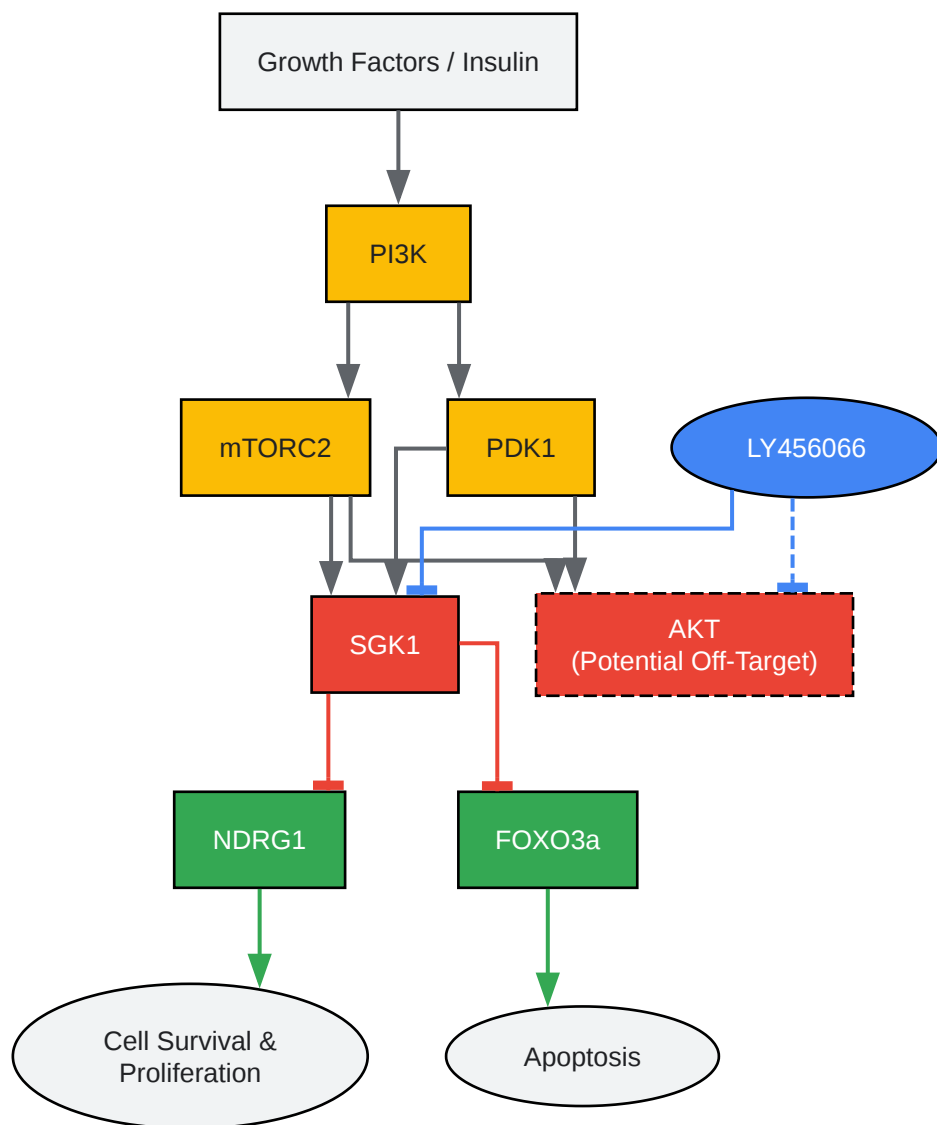 Growth Factors / Insulin
PI3K
mTORC2
PDK1
LY456066
SGK1
AKT
(Potential Off-Target)
NDRG1
FOXO3a
Cell Survival &
Proliferation
Apoptosis